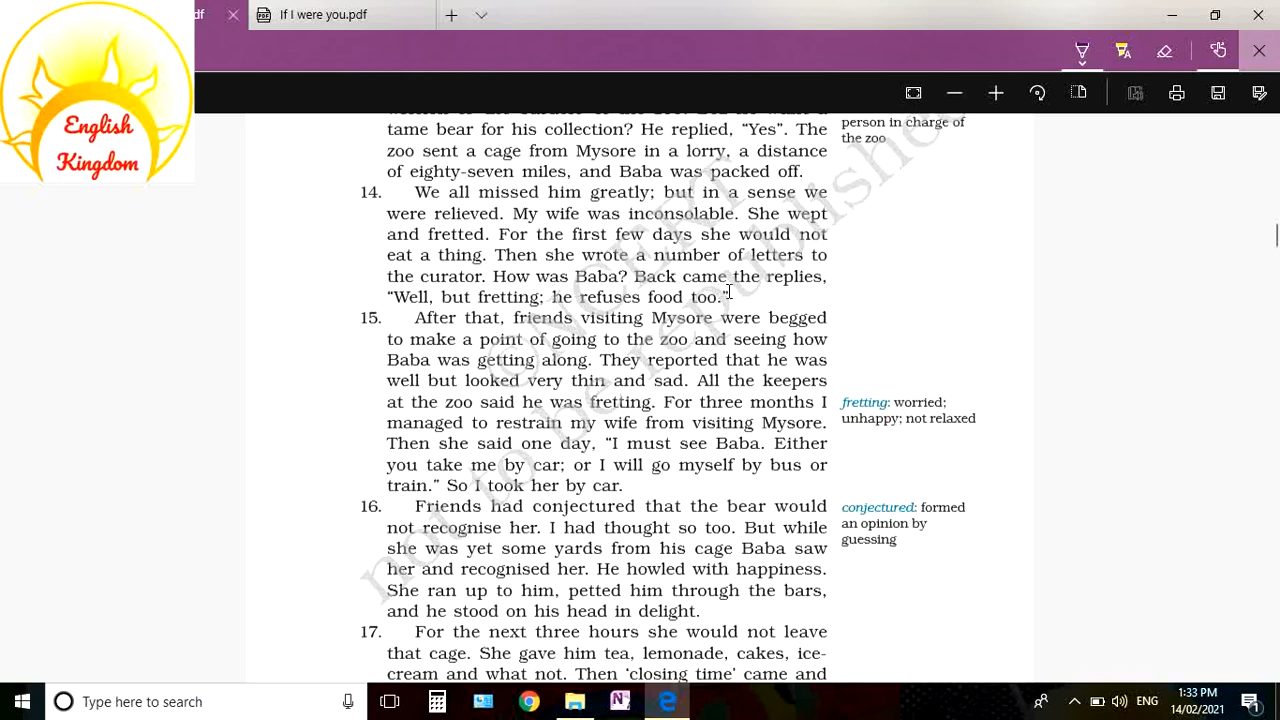 df
If I were you.pdf
English
Kingdom
person in charge of
the zoo
tame bear for his collection? He replied, “Yes”. The
zoo sent a cage from Mysore in a lorry, a distance
of eighty-seven miles, and Baba was packed off.
14. We all missed him greatly; but in a sense we
were relieved. My wife was inconsolable. She wept
and fretted. For the first few days she would not
eat a thing. Then she wrote a number of letters to
the curator. How was Baba? Back came the replies,
“Well, but fretting; he refuses food too.”
15. After that, friends visiting Mysore were begged
to make a point of going to the zoo and seeing how
Baba was getting along. They reported that he was
well but looked very thin and sad. All the keepers
at the zoo said he was fretting. For three months I
managed to restrain my wife from visiting Mysore.
Then she said one day, “I must see Baba. Either
you take me by car; or I will go myself by bus or
train.” So I took her by car.
fretting: worried;
unhappy; not relaxed
16. Friends had conjectured that the bear would
not recognise her. I had thought so too. But while
she was yet some yards from his cage Baba saw
her and recognised her. He howled with happiness.
She ran up to him, petted him through the bars,
and he stood on his head in delight.
conjectured: formed
an opinion by
guessing
17. For the next three hours she would not leave
that cage. She gave him tea, lemonade, cakes, ice-
cream and what not. Then ‘closing time’ came and
©NCERT
not to be republished
Type here to search
ENG
1:33 PM
14/02/2021